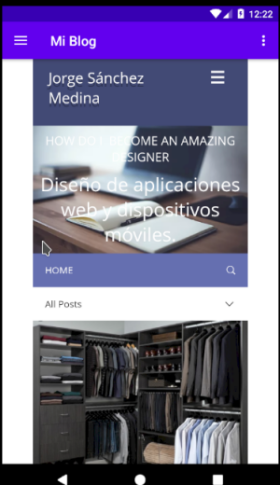 12:22
Mi Blog
Jorge Sánchez
Medina
HOW DO I BECOME AN AMAZING
DESIGNER
Diseño de aplicaciones
web y dispositivos
móviles.
HOME
All Posts